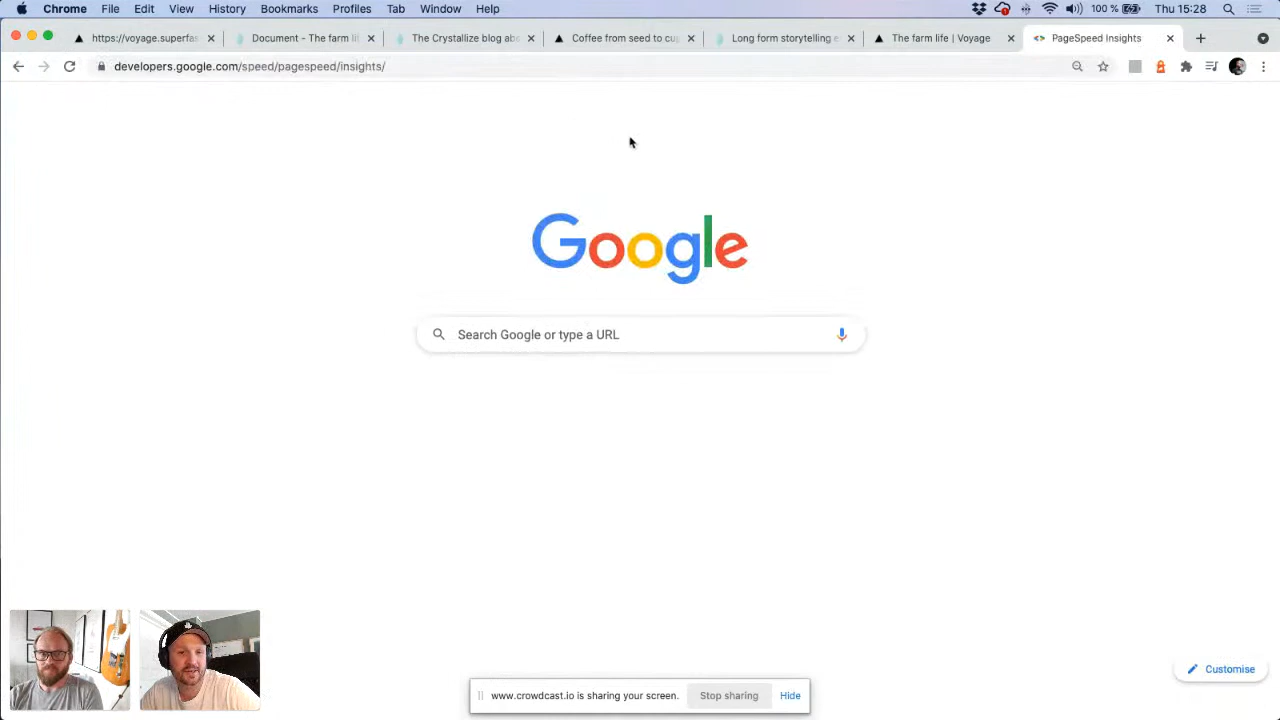 Chrome File Edit View History Bookmarks Profiles Tab Window Help 100 % Thu 15:28
https://voyage.superfas Document - The farm li The Crystallize blog abs Coffee from seed to cup Long form storytelling e The farm life | Voyage PageSpeed Insights
developers.google.com/speed/pagespeed/insights/
Google
Search Google or type a URL
Customise
www.crowdcast.io is sharing your screen. Stop sharing Hide